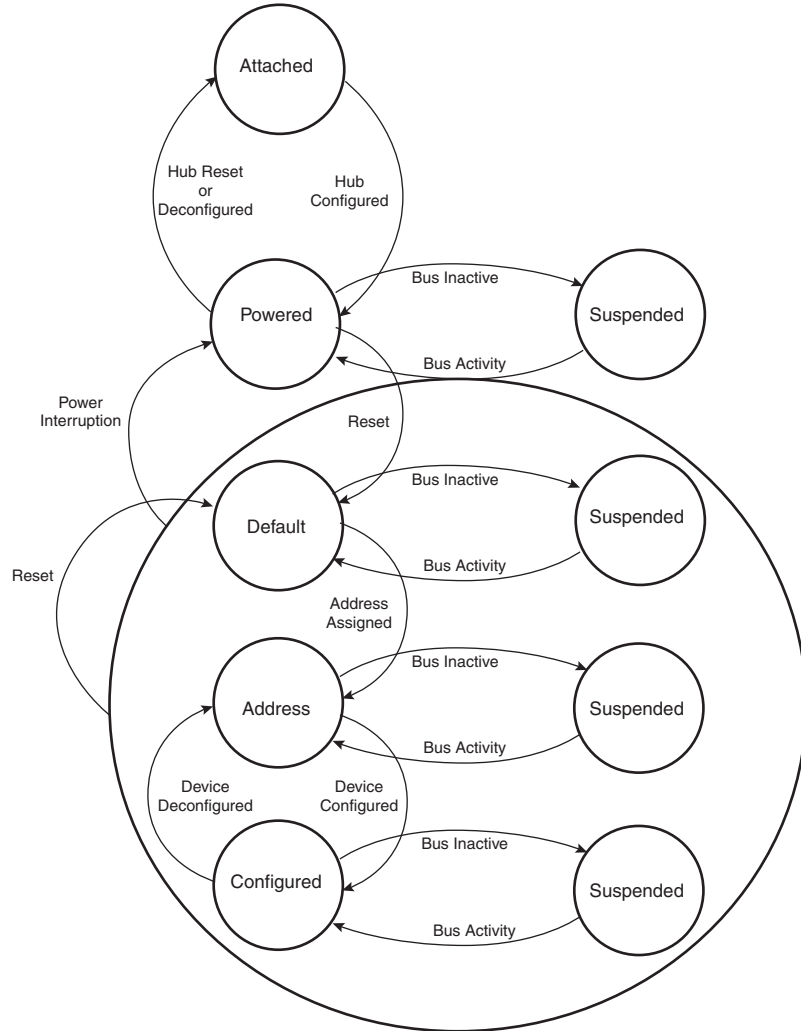 Attached
Hub Reset
or
Deconfigured
Hub
Configured
Bus Inactive
Powered
Suspended
Bus Activity
Power
Interruption
Reset
Bus Inactive
Default
Suspended
Bus Activity
Reset
Address
Assigned
Bus Inactive
Address
Suspended
Bus Activity
Device
Deconfigured
Device
Configured
Bus Inactive
Configured
Suspended
Bus Activity